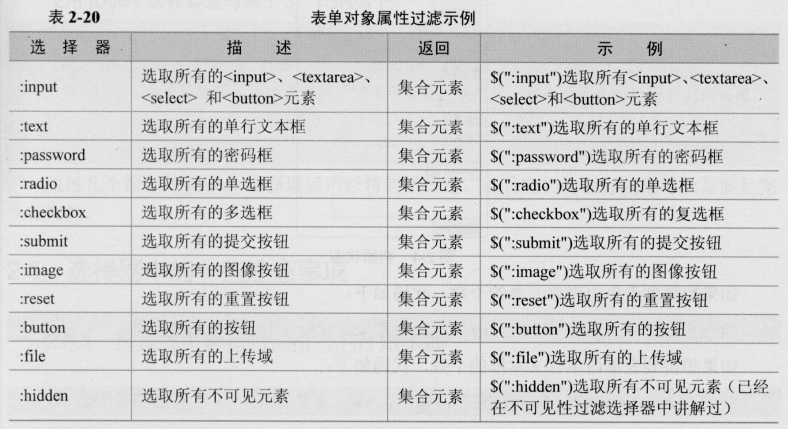 表 2-20 表单对象属性过滤示例
选 择 器 描 述 返回 示 例
:input 选取所有的<input>、<textarea>、<select> 和<button>元素 集合元素 $(":input")选取所有<input>、<textarea>、<select>和<button>元素
:text 选取所有的单行文本框 集合元素 $(":text")选取所有的单行文本框
:password 选取所有的密码框 集合元素 $(":password")选取所有的密码框
:radio 选取所有的单选框 集合元素 $(":radio")选取所有的单选框
:checkbox 选取所有的多选框 集合元素 $(":checkbox")选取所有的复选框
:submit 选取所有的提交按钮 集合元素 $(":submit")选取所有的提交按钮
:image 选取所有的图像按钮 集合元素 $(":image")选取所有的图像按钮
:reset 选取所有的重置按钮 集合元素 $(":reset")选取所有的重置按钮
:button 选取所有的按钮 集合元素 $(":button")选取所有的按钮
:file 选取所有的上传域 集合元素 $(":file")选取所有的上传域
:hidden 选取所有不可见元素 集合元素 $(":hidden")选取所有不可见元素（已经在不可见性过滤选择器中讲解过）